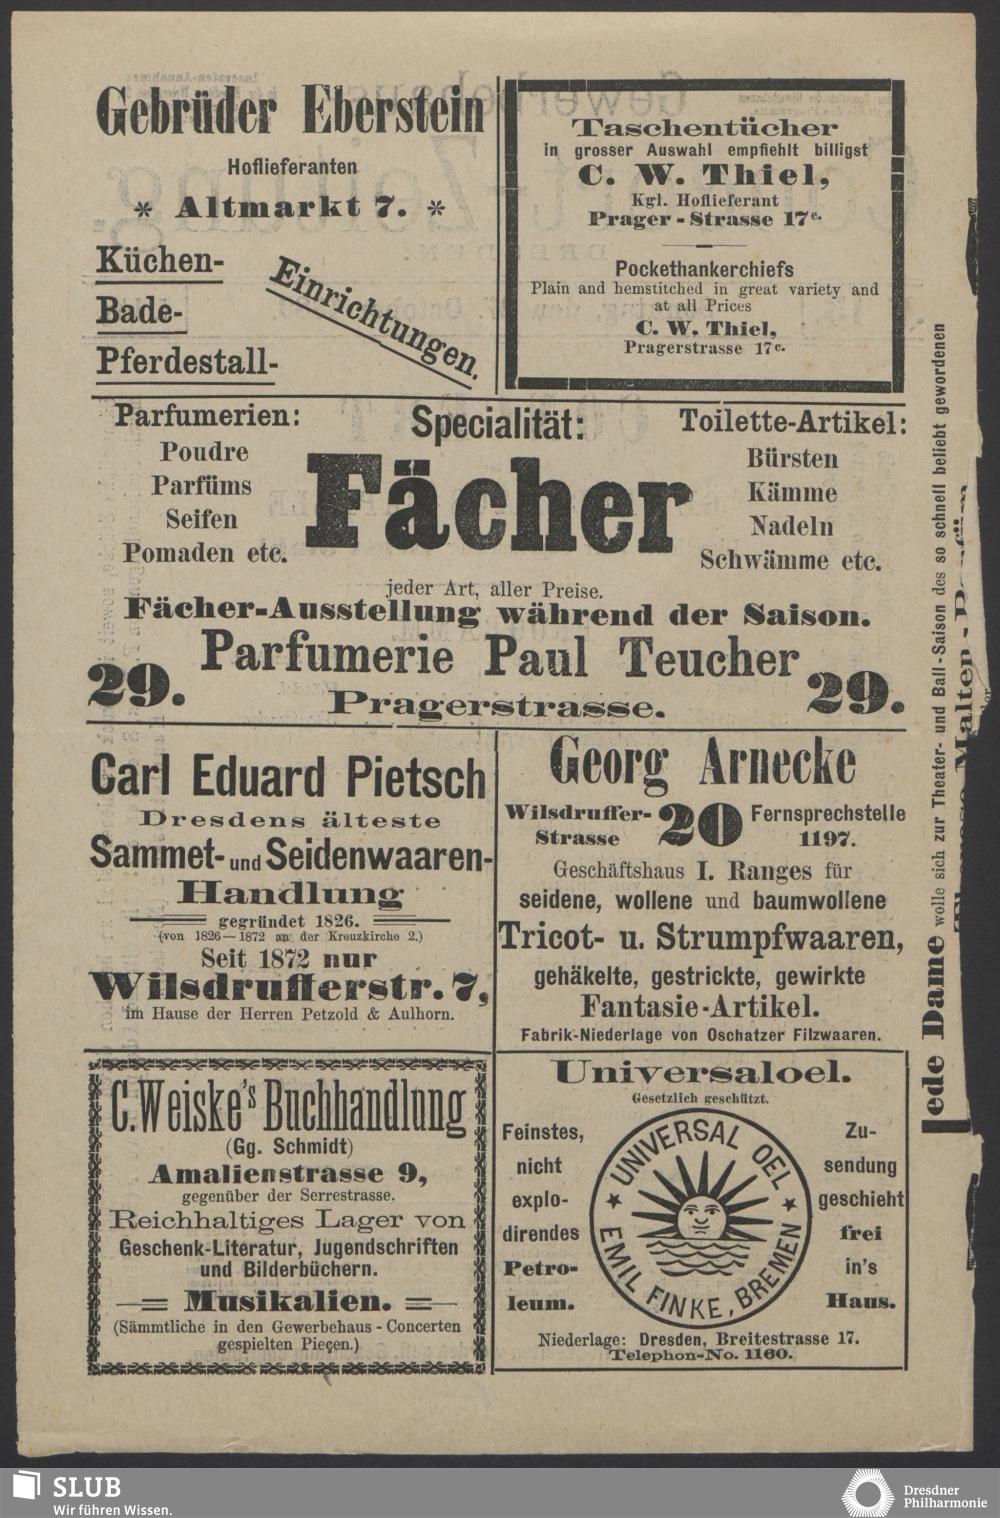 Gebrüder Eberstein
Hoflieferanten
* Altmarkt 7. *
Küchen-
Bade-
Pferdestall-
Einrichtungen.
Taschentücher
in grosser Auswahl empfiehlt billigst
C. W. Thiel,
Kgl. Hoflieferant
Prager-Strasse 17c.
Pockethankerchiefs
Plain and hemstitched in great variety and
at all Prices
C. W. Thiel,
Pragerstrasse 17c.
Parfumerien:
Poudre
Parfüms
Seifen
Pomaden etc.
Specialität:
Fächer
Toilette-Artikel:
Bürsten
Kämme
Nadeln
Schwämme etc.
jeder Art, aller Preise.
Fächer-Ausstellung während der Saison.
29. Parfumerie Paul Teucher 29.
Pragerstrasse.
Carl Eduard Pietsch
Dresdens älteste
Sammet- und Seidenwaaren-
Handlung
gegründet 1826.
(von 1826—1872 an der Kreuzkirche 2.)
Seit 1872 nur
Wilsdrufferstr. 7,
im Hause der Herren Petzold & Aulhorn.
Georg Arnecke
Wilsdruffer-
Strasse
20
Fernsprechstelle
1197.
Geschäftshaus I. Ranges für
seidene, wollene und baumwollene
Tricot- u. Strumpfwaaren,
gehäkelte, gestrickte, gewirkte
Fantasie-Artikel.
Fabrik-Niederlage von Oschatzer Filzwaaren.
C. Weiske's Buchhandlung
(Gg. Schmidt)
Amalienstrasse 9,
gegenüber der Serrestrasse.
Reichhaltiges Lager von
Geschenk-Literatur, Jugendschriften
und Bilderbüchern.
Musikalien.
(Sämmtliche in den Gewerbehaus-Concerten
gespielten Pieçen.)
Universaloel.
Gesetzlich geschützt.
Feinstes,
nicht
explo-
direndes
Petro-
leum.
UNIVERSAL OEL
EMIL FINKE, BREMEN
Zu-
sendung
geschieht
frei
in's
Haus.
Niederlage: Dresden, Breitestrasse 17.
Telephon-No. 1160.
ede Dame wolle sich zur Theater- und Ball-Saison des so schnell beliebt gewordenen
Malten-
SLUB
Wir führen Wissen.
Dresdner
Philharmonie